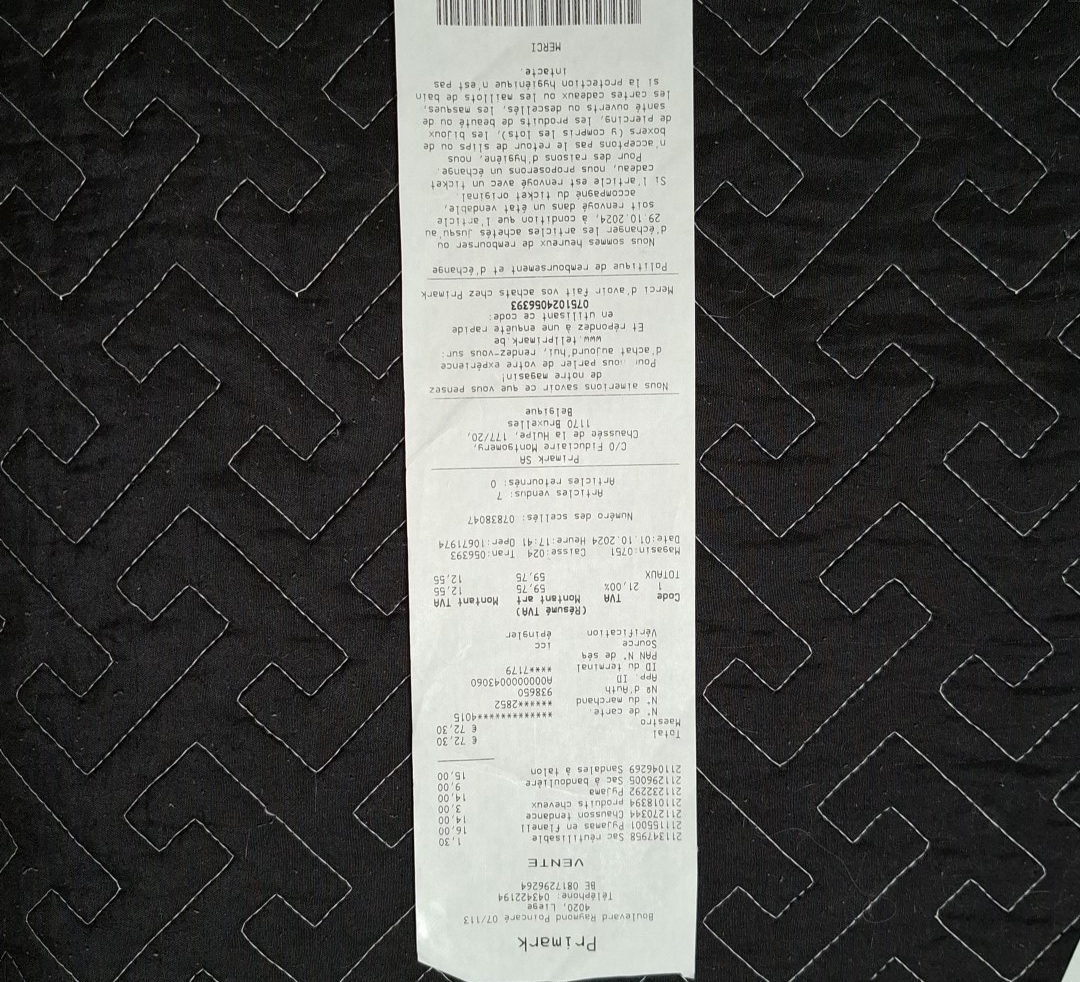 Primark
Boulevard Raymond Poincaré 07/113
4020, Liege
Téléphone: 043422194
BE 0817296264
VENTE
211347958 Sac réutilisable 1,30
211155001 Pyjamas en flanell 16,00
211270344 Chausson tendance 14,00
211018394 produits cheveux 3,00
211232292 Pyjama 14,00
211296005 Sac à bandoulière 9,00
211046269 Sandales à talon 15,00
Total € 72,30
Maestro € 72,30
N° de carte. ***************4015
N° du marchand ******2852
Nº d'Auth 938650
App. ID A0000000043060
ID du terminal ****7179
PAN N° de séq
Source icc
Vérification épingler
(Résumé TVA)
Code TVA Montant art Montant TVA
1 21,00% 59,75 12,55
TOTAUX 59,75 12,55
Magasin:0751 Caisse:024 Tran:056393
Date:01.10.2024 Heure:17:41 Oper:10671974
Numéro des scellés: 07838047
Articles vendus: 7
Articles retournés: 0
Primark SA
C/O Fiduciaire Montgomery,
Chaussée de la Hulpe, 177/20,
1170 Bruxelles
Belgique
Nous aimerions savoir ce que vous pensez
de notre magasin!
Pour nous parler de votre expérience
d'achat aujourd'hui, rendez-vous sur:
www.tellprimark.be
Et répondez à une enquête rapide
en utilisant ce code:
0751024056393
Merci d'avoir fait vos achats chez Primark
Politique de remboursement et d'échange
Nous sommes heureux de rembourser ou
d'échanger les articles achetés jusqu'au
29.10.2024, à condition que l'article
soit renvoyé dans un état vendable,
accompagné du ticket original
Si l'article est renvoyé avec un ticket
cadeau, nous proposerons un échange.
Pour des raisons d'hygiène, nous
n'acceptons pas le retour de slips ou de
boxers (y compris les lots), les bijoux
de piercing, les produits de beauté ou de
santé ouverts ou descellés, les masques,
les cartes cadeaux ou les maillots de bain
si la protection hygiénique n'est pas
intacte.
MERCI